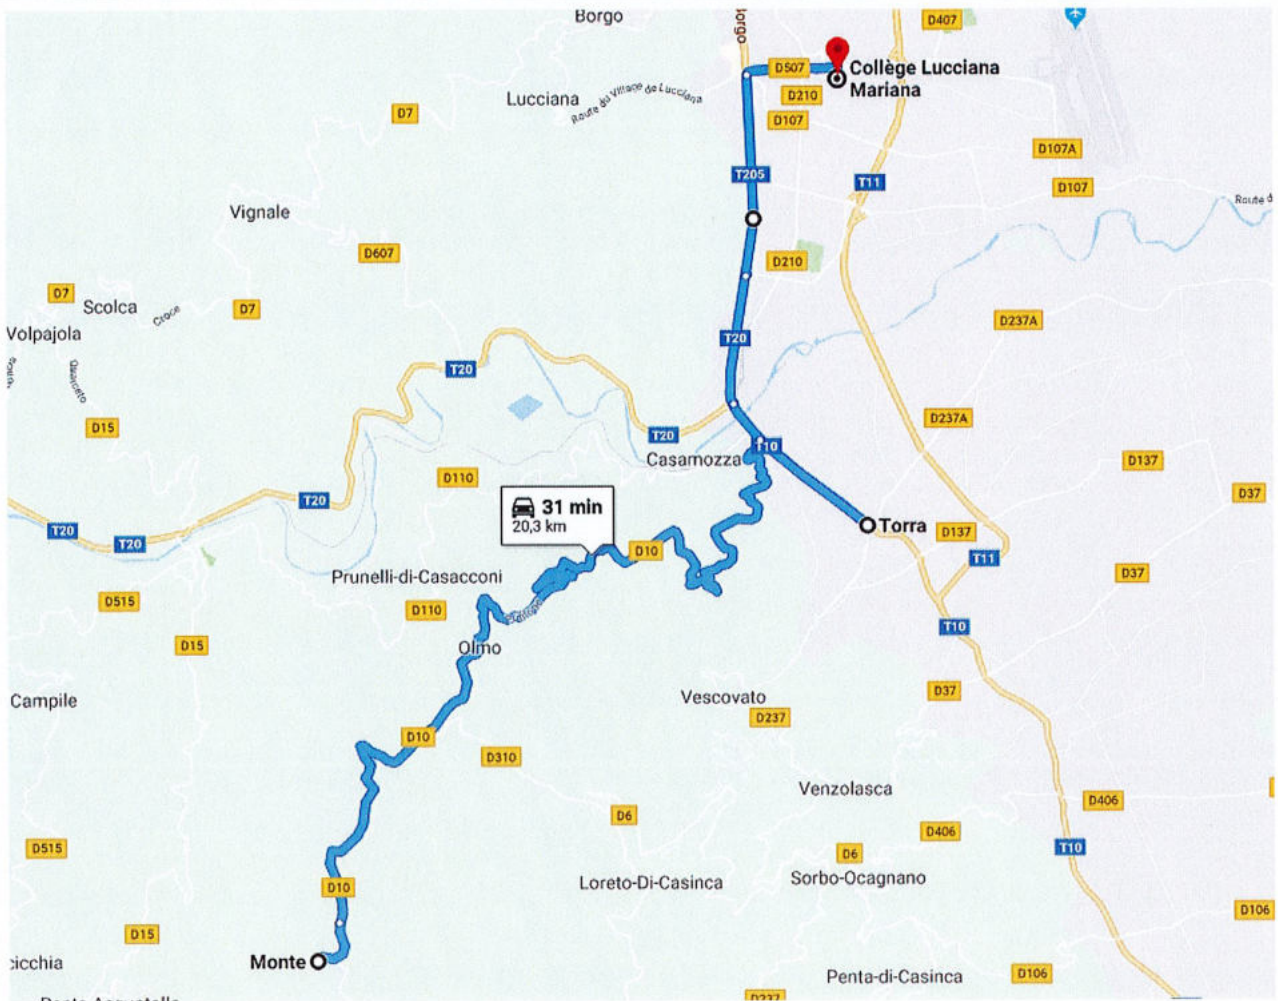 Borgo
Borgo
D407
D507
Collège Lucciana
Mariana
Lucciana
Route du Village de Lucciana
D210
D7
D107
D107A
T205
T11
D107
Vignale
D607
D210
D7
Scolca
Croce
D7
D237A
Volpajola
T20
T20
D15
D237A
T20
T10
Casamozza
D137
D110
D37
T20
31 min
20,3 km
Torra
D137
T20
T20
D10
T11
Prunelli-di-Casacconi
D37
D515
D110
T10
D15
Olmo
Campile
Vescovato
D37
D237
D10
D310
Venzolasca
D406
D6
D406
D515
T10
D6
Loreto-Di-Casinca
Sorbo-Ocagnano
D10
D106
D15
Monte
cicchia
Penta-di-Casinca
D106
D237